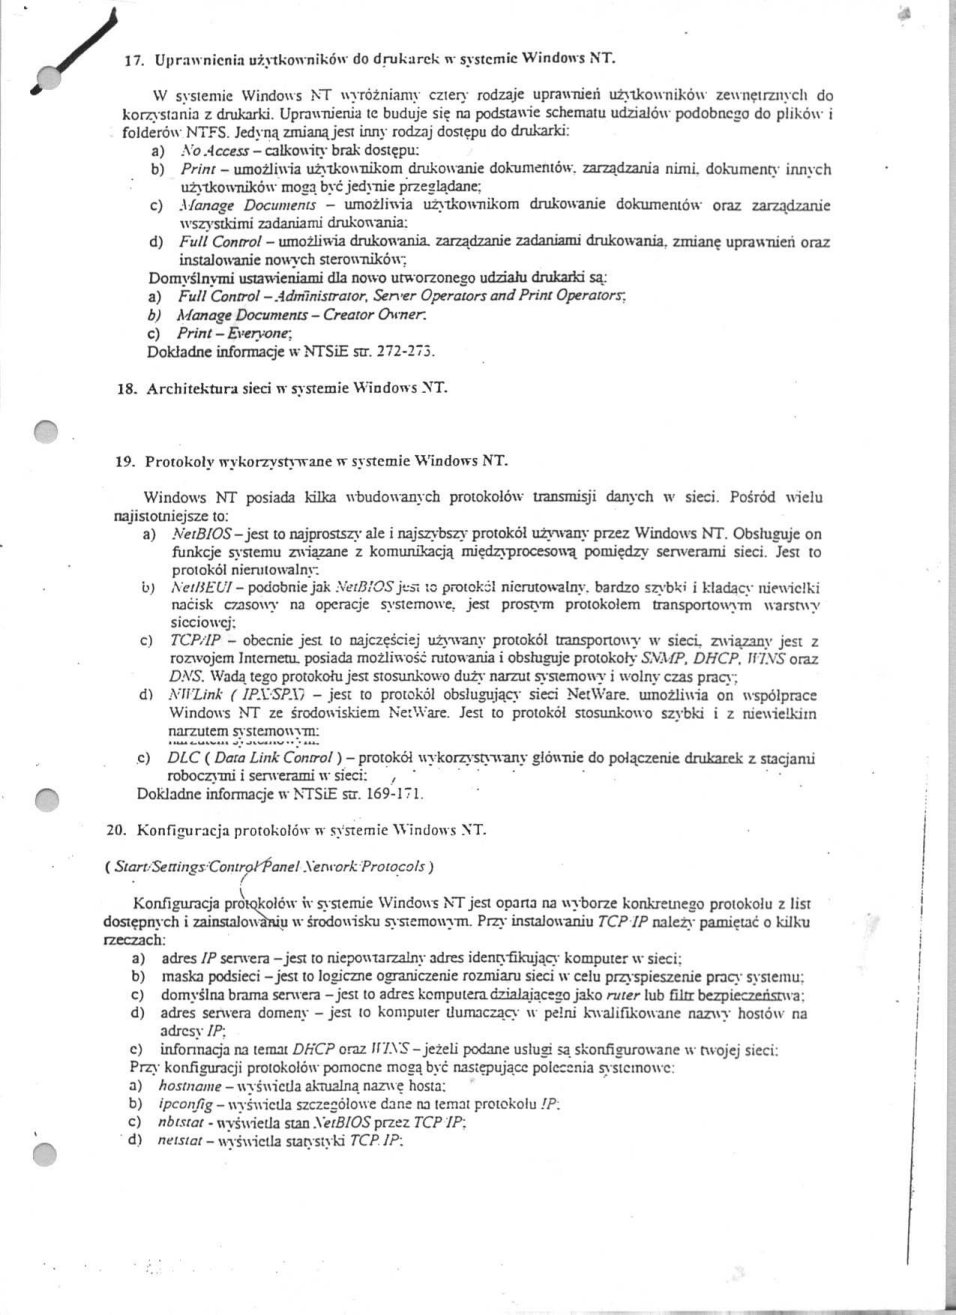 17. Uprawnienia użytkowników do drukarek w systemie Windows NT.
W systemie Windows NT wyróżniamy cztery rodzaje uprawnień użytkowników zewnętrznych do
korzystania z drukarki. Uprawnienia te buduje się na podstawie schematu udziałów podobnego do plików i
folderów NTFS. Jedyną zmianą jest inny rodzaj dostępu do drukarki:
a) No Access – całkowity brak dostępu;
b) Print – umożliwia użytkownikom drukowanie dokumentów, zarządzania nimi, dokumenty innych
użytkowników mogą być jedynie przeglądane;
c) Manage Documents – umożliwia użytkownikom drukowanie dokumentów oraz zarządzanie
wszystkimi zadaniami drukowania;
d) Full Control – umożliwia drukowania, zarządzanie zadaniami drukowania, zmianę uprawnień oraz
instalowanie nowych sterowników;
Domyślnymi ustawieniami dla nowo utworzonego udziału drukarki są:
a) Full Control – Administrator, Server Operators and Print Operators;
b) Manage Documents – Creator Owner;
c) Print – Everyone;
Dokładne informacje w NTSiE str. 272-273.
18. Architektura sieci w systemie Windows NT.
19. Protokoły wykorzystywane w systemie Windows NT.
Windows NT posiada kilka wbudowanych protokołów transmisji danych w sieci. Pośród wielu
najistotniejsze to:
a) NetBIOS – jest to najprostszy ale i najszybszy protokół używany przez Windows NT. Obsługuje on
funkcje systemu związane z komunikacją międzyprocesową pomiędzy serwerami sieci. Jest to
protokół nierutowalny;
b) NetBEUI – podobnie jak NetBIOS jest to protokół nierutowalny, bardzo szybki i kładący niewielki
nacisk czasowy na operacje systemowe, jest prostym protokołem transportowym warstwy
sieciowej;
c) TCP/IP – obecnie jest to najczęściej używany protokół transportowy w sieci, związany jest z
rozwojem Internetu, posiada możliwość rutowania i obsługuje protokoły SNMP, DHCP, WINS oraz
DNS. Wadą tego protokołu jest stosunkowo duży narzut systemowy i wolny czas pracy;
d) NWLink ( IPX/SPX) – jest to protokół obsługujący sieci NetWare, umożliwia on współprace
Windows NT ze środowiskiem NetWare. Jest to protokół stosunkowo szybki i z niewielkim
narzutem systemowym;
e) DLC ( Data Link Control ) – protokół wykorzystywany głównie do połączenie drukarek z stacjami
roboczymi i serwerami w sieci;
Dokładne informacje w NTSiE str. 169-171.
20. Konfiguracja protokołów w systemie Windows NT.
( Start/Settings/Control Panel/Network/Protocols )
Konfiguracja protokołów w systemie Windows NT jest oparta na wyborze konkretnego protokołu z list
dostępnych i zainstalowaniu w środowisku systemowym. Przy instalowaniu TCP/IP należy pamiętać o kilku
rzeczach:
a) adres IP serwera – jest to niepowtarzalny adres identyfikujący komputer w sieci;
b) maska podsieci – jest to logiczne ograniczenie rozmiaru sieci w celu przyspieszenie pracy systemu;
c) domyślna brama serwera – jest to adres komputera działającego jako ruter lub filtr bezpieczeństwa;
d) adres serwera domeny – jest to komputer tłumaczący w pełni kwalifikowane nazwy hostów na
adresy IP;
e) informacja na temat DHCP oraz WINS – jeżeli podane usługi są skonfigurowane w twojej sieci;
Przy konfiguracji protokołów pomocne mogą być następujące polecenia systemowe:
a) hostname – wyświetla aktualną nazwę hosta;
b) ipconfig – wyświetla szczegółowe dane na temat protokołu IP;
c) nbtstat - wyświetla stan NetBIOS przez TCP/IP;
d) netstat – wyświetla statystyki TCP/IP;